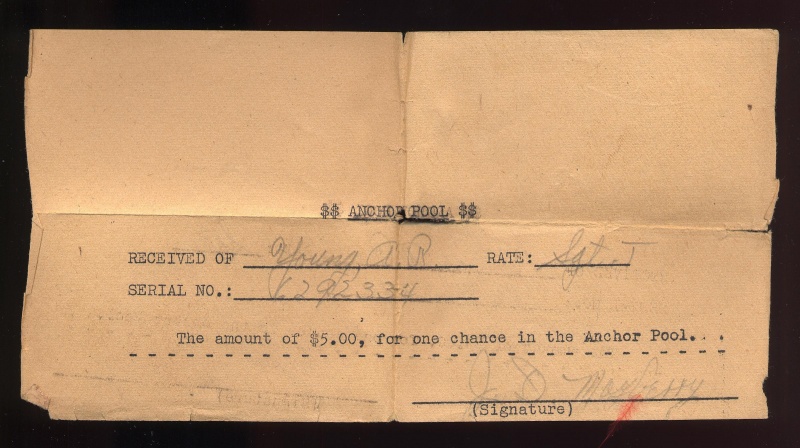 $$ ANCHOR POOL $$
RECEIVED OF Young A. R. RATE: Sgt. T
SERIAL NO.: 6292334
The amount of $5.00, for one chance in the Anchor Pool...
J D
(Signature)